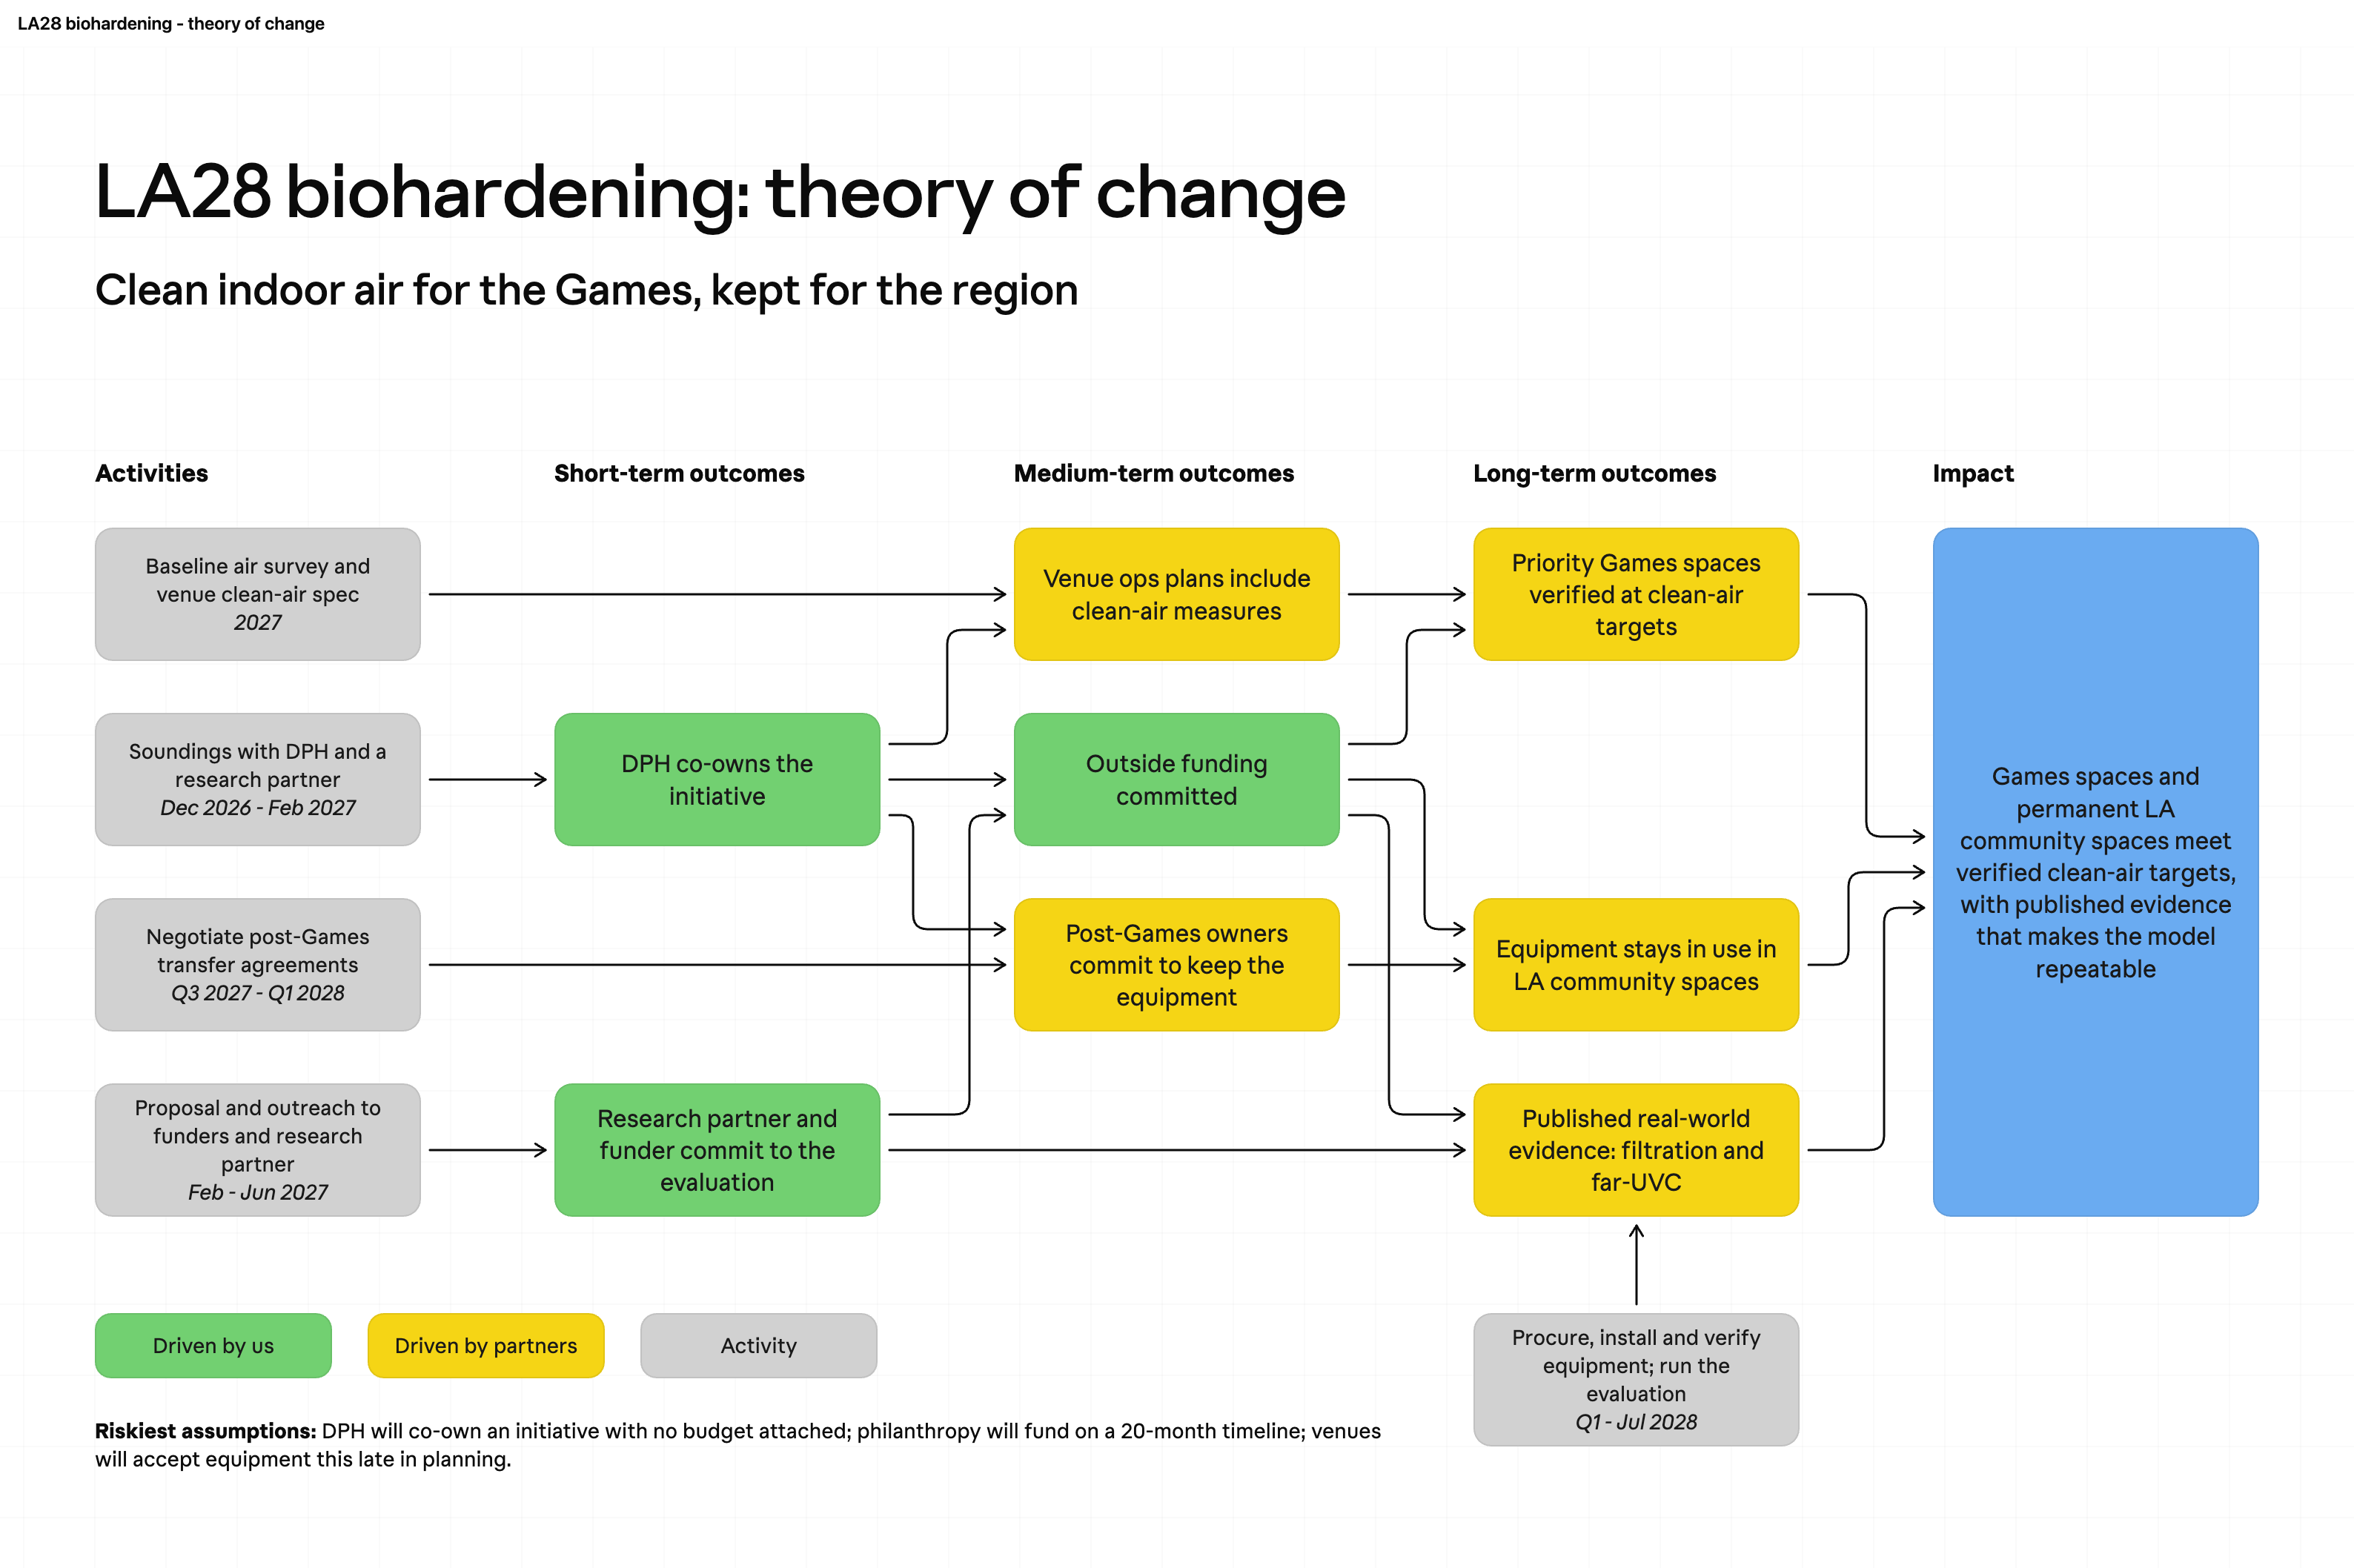 LA28 biohardening - theory of change
LA28 biohardening: theory of change
Clean indoor air for the Games, kept for the region
Activities
Short-term outcomes
Medium-term outcomes
Long-term outcomes
Impact
Baseline air survey and
venue clean-air spec
2027
Venue ops plans include
clean-air measures
Priority Games spaces
verified at clean-air
targets
Soundings with DPH and a
research partner
Dec 2026 - Feb 2027
DPH co-owns the
initiative
Outside funding
committed
Games spaces and
permanent LA
community spaces meet
verified clean-air targets,
with published evidence
that makes the model
repeatable
Negotiate post-Games
transfer agreements
Q3 2027 - Q1 2028
Post-Games owners
commit to keep the
equipment
Equipment stays in use in
LA community spaces
Proposal and outreach to
funders and research
partner
Feb - Jun 2027
Research partner and
funder commit to the
evaluation
Published real-world
evidence: filtration and
far-UVC
Driven by us
Driven by partners
Activity
Procure, install and verify
equipment; run the
evaluation
Q1 - Jul 2028
Riskiest assumptions: DPH will co-own an initiative with no budget attached; philanthropy will fund on a 20-month timeline; venues
will accept equipment this late in planning.